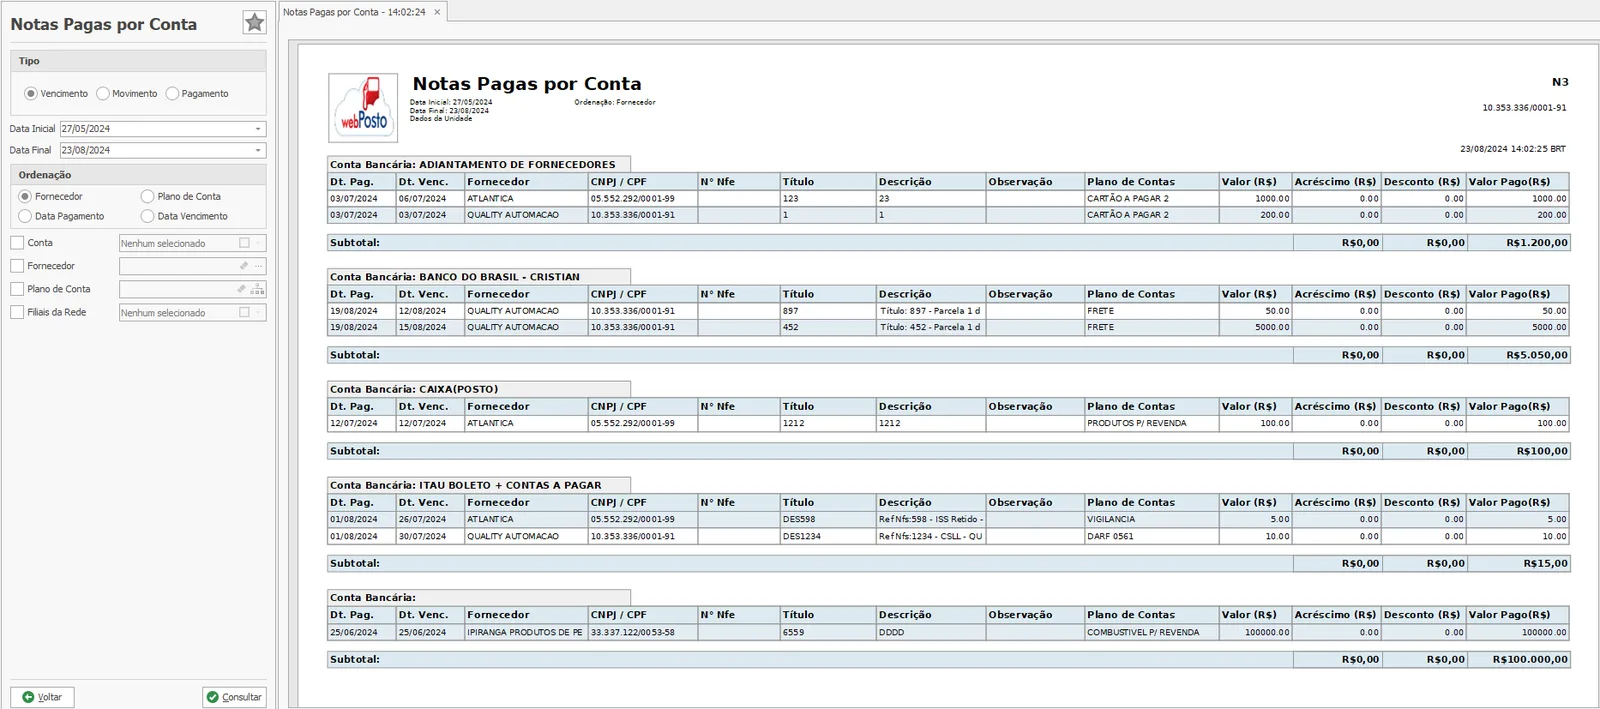 Notas Pagas por Conta
Tipo
Vencimento Movimento Pagamento
Data Inicial 27/05/2024
Data Final 23/08/2024
Ordenação
Fornecedor Plano de Conta
Data Pagamento Data Vencimento
Conta Nenhum selecionado
Fornecedor ...
Plano de Conta
Filiais da Rede Nenhum selecionado
Voltar Consultar
Notas Pagas por Conta - 14:02:24 ×
webPosto
Notas Pagas por Conta N3
Data Inicial: 27/05/2024 Ordenação: Fornecedor
Data Final: 23/08/2024
Dados da Unidade
10.353.336/0001-91
23/08/2024 14:02:25 BRT
Conta Bancária: ADIANTAMENTO DE FORNECEDORES
Dt. Pag. Dt. Venc. Fornecedor CNPJ / CPF N° Nfe Título Descrição Observação Plano de Contas Valor (R$) Acréscimo (R$) Desconto (R$) Valor Pago(R$)
03/07/2024 06/07/2024 ATLANTICA 05.552.292/0001-99 123 23 CARTÃO A PAGAR 2 1000.00 0.00 0.00 1000.00
03/07/2024 03/07/2024 QUALITY AUTOMACAO 10.353.336/0001-91 1 1 CARTÃO A PAGAR 2 200.00 0.00 0.00 200.00
Subtotal: R$0,00 R$0,00 R$1.200,00
Conta Bancária: BANCO DO BRASIL - CRISTIAN
Dt. Pag. Dt. Venc. Fornecedor CNPJ / CPF N° Nfe Título Descrição Observação Plano de Contas Valor (R$) Acréscimo (R$) Desconto (R$) Valor Pago(R$)
19/08/2024 12/08/2024 QUALITY AUTOMACAO 10.353.336/0001-91 897 Título: 897 - Parcela 1 d FRETE 50.00 0.00 0.00 50.00
19/08/2024 15/08/2024 QUALITY AUTOMACAO 10.353.336/0001-91 452 Título: 452 - Parcela 1 d FRETE 5000.00 0.00 0.00 5000.00
Subtotal: R$0,00 R$0,00 R$5.050,00
Conta Bancária: CAIXA(POSTO)
Dt. Pag. Dt. Venc. Fornecedor CNPJ / CPF N° Nfe Título Descrição Observação Plano de Contas Valor (R$) Acréscimo (R$) Desconto (R$) Valor Pago(R$)
12/07/2024 12/07/2024 ATLANTICA 05.552.292/0001-99 1212 1212 PRODUTOS P/ REVENDA 100.00 0.00 0.00 100.00
Subtotal: R$0,00 R$0,00 R$100,00
Conta Bancária: ITAU BOLETO + CONTAS A PAGAR
Dt. Pag. Dt. Venc. Fornecedor CNPJ / CPF N° Nfe Título Descrição Observação Plano de Contas Valor (R$) Acréscimo (R$) Desconto (R$) Valor Pago(R$)
01/08/2024 26/07/2024 ATLANTICA 05.552.292/0001-99 DES598 RefNfs:598 - ISS Retido - VIGILANCIA 5.00 0.00 0.00 5.00
01/08/2024 30/07/2024 QUALITY AUTOMACAO 10.353.336/0001-91 DES1234 RefNfs:1234 - CSLL - QU DARF 0561 10.00 0.00 0.00 10.00
Subtotal: R$0,00 R$0,00 R$15,00
Conta Bancária:
Dt. Pag. Dt. Venc. Fornecedor CNPJ / CPF N° Nfe Título Descrição Observação Plano de Contas Valor (R$) Acréscimo (R$) Desconto (R$) Valor Pago(R$)
25/06/2024 25/06/2024 IPIRANGA PRODUTOS DE PE 33.337.122/0053-58 6559 DDDD COMBUSTIVEL P/ REVENDA 100000.00 0.00 0.00 100000.00
Subtotal: R$0,00 R$0,00 R$100.000,00